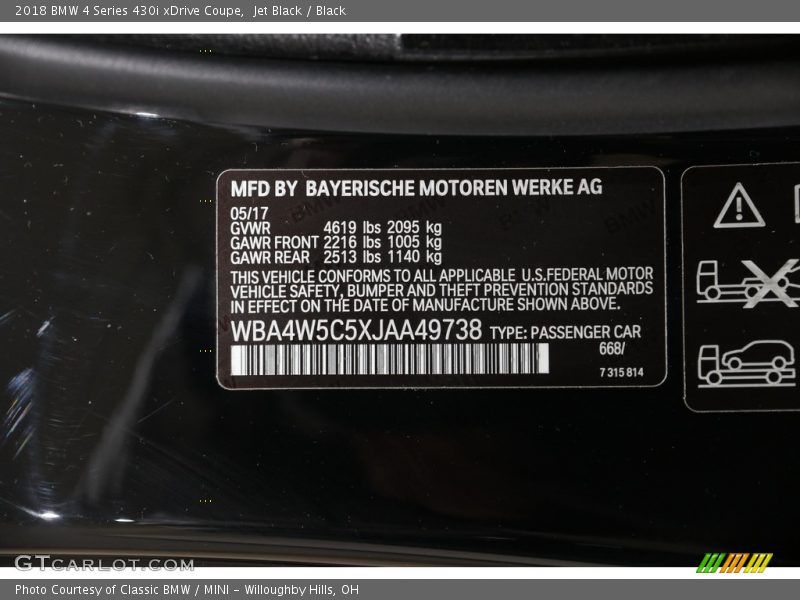 2018 BMW 4 Series 430i xDrive Coupe,  Jet Black / Black
MFD BY BAYERISCHE MOTOREN WERKE AG
05/17
GVWR 4619 lbs 2095 kg
GAWR FRONT 2216 lbs 1005 kg
GAWR REAR 2513 lbs 1140 kg
THIS VEHICLE CONFORMS TO ALL APPLICABLE U.S.FEDERAL MOTOR
VEHICLE SAFETY, BUMPER AND THEFT PREVENTION STANDARDS
IN EFFECT ON THE DATE OF MANUFACTURE SHOWN ABOVE.
WBA4W5C5XJAA49738 TYPE: PASSENGER CAR
668/
7 315 814
GTCARLOT.COM
Photo Courtesy of Classic BMW / MINI - Willoughby Hills, OH